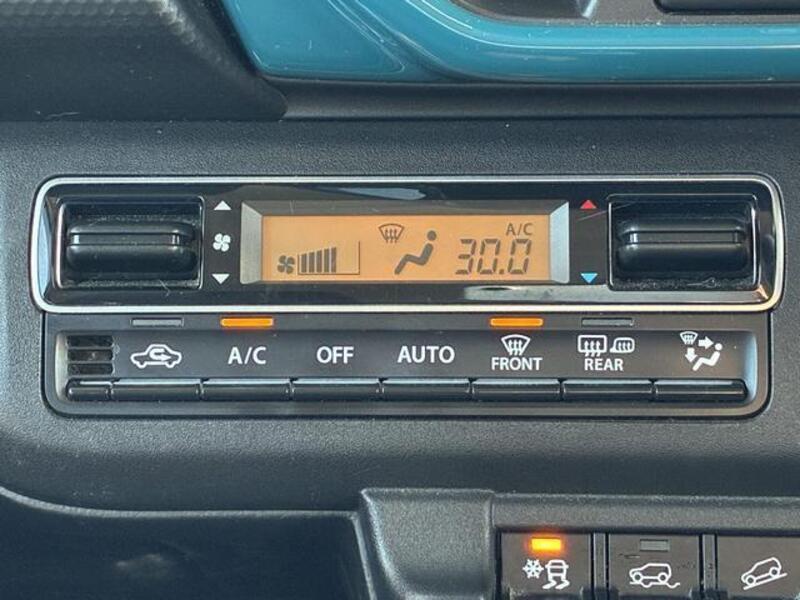 A/C
30.0
A/C
OFF
AUTO
FRONT
REAR